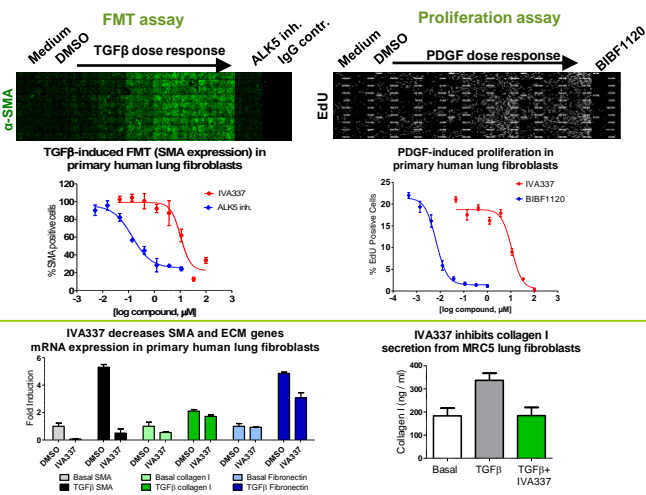 FMT assay
Proliferation assay
Medium
DMSO
TGFβ dose response
ALK5 inh.
IgG contr.
α-SMA
Medium
DMSO
PDGF dose response
BIBF1120
EdU
TGFβ-induced FMT (SMA expression) in
primary human lung fibroblasts
120
100
80
60
40
20
0
% SMA positive cells
-3 -2 -1 0 1 2 3
[log compound, µM]
IVA337
ALK5 inh.
PDGF-induced proliferation in
primary human lung fibroblasts
25
20
15
10
5
0
% EdU Positive Cells
-4 -3 -2 -1 0 1 2 3
[log compound, µM]
IVA337
BIBF1120
IVA337 decreases SMA and ECM genes
mRNA expression in primary human lung fibroblasts
6
4
2
0
Fold Induction
DMSO IVA337 DMSO IVA337 DMSO IVA337 DMSO IVA337 DMSO IVA337 DMSO IVA337
Basal SMA
Basal collagen I
Basal Fibronectin
TGFβ SMA
TGFβ collagen I
TGFβ Fibronectin
IVA337 inhibits collagen I
secretion from MRC5 lung fibroblasts
400
300
200
100
0
Collagen I (ng / ml)
Basal TGFβ TGFβ+
IVA337